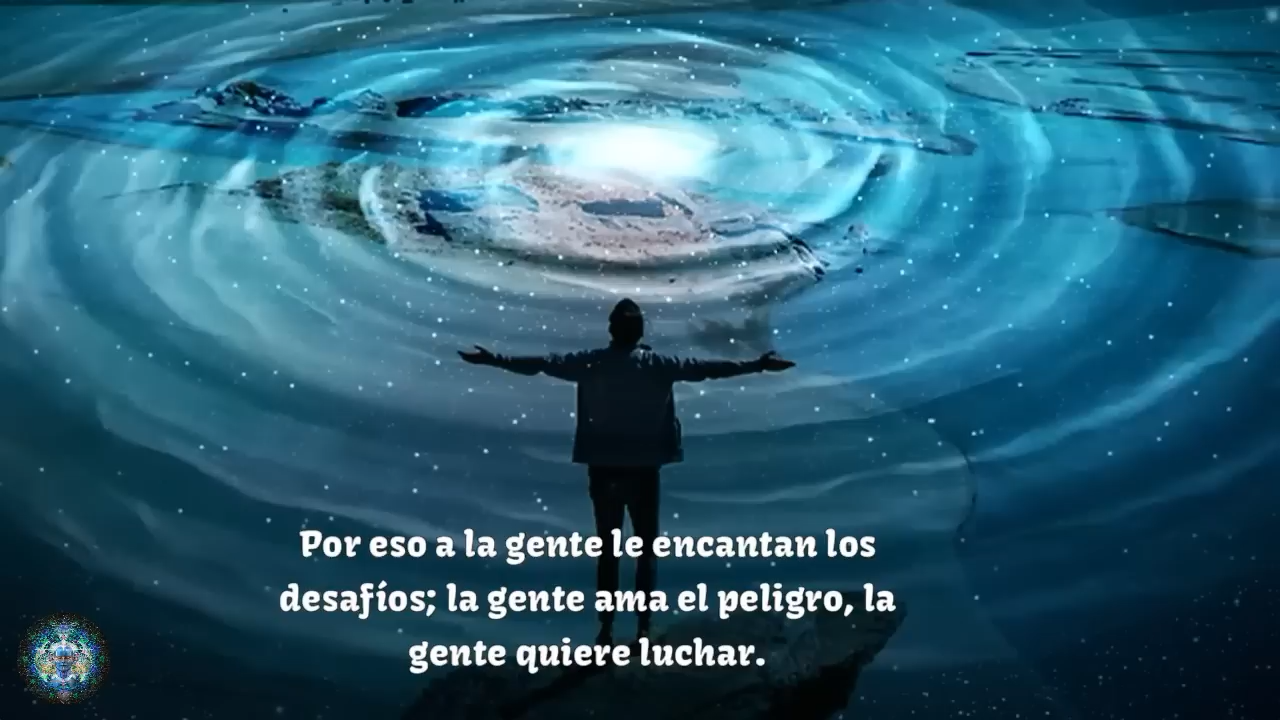 Por eso a la gente le encantan los
desafíos; la gente ama el peligro, la
gente quiere luchar.